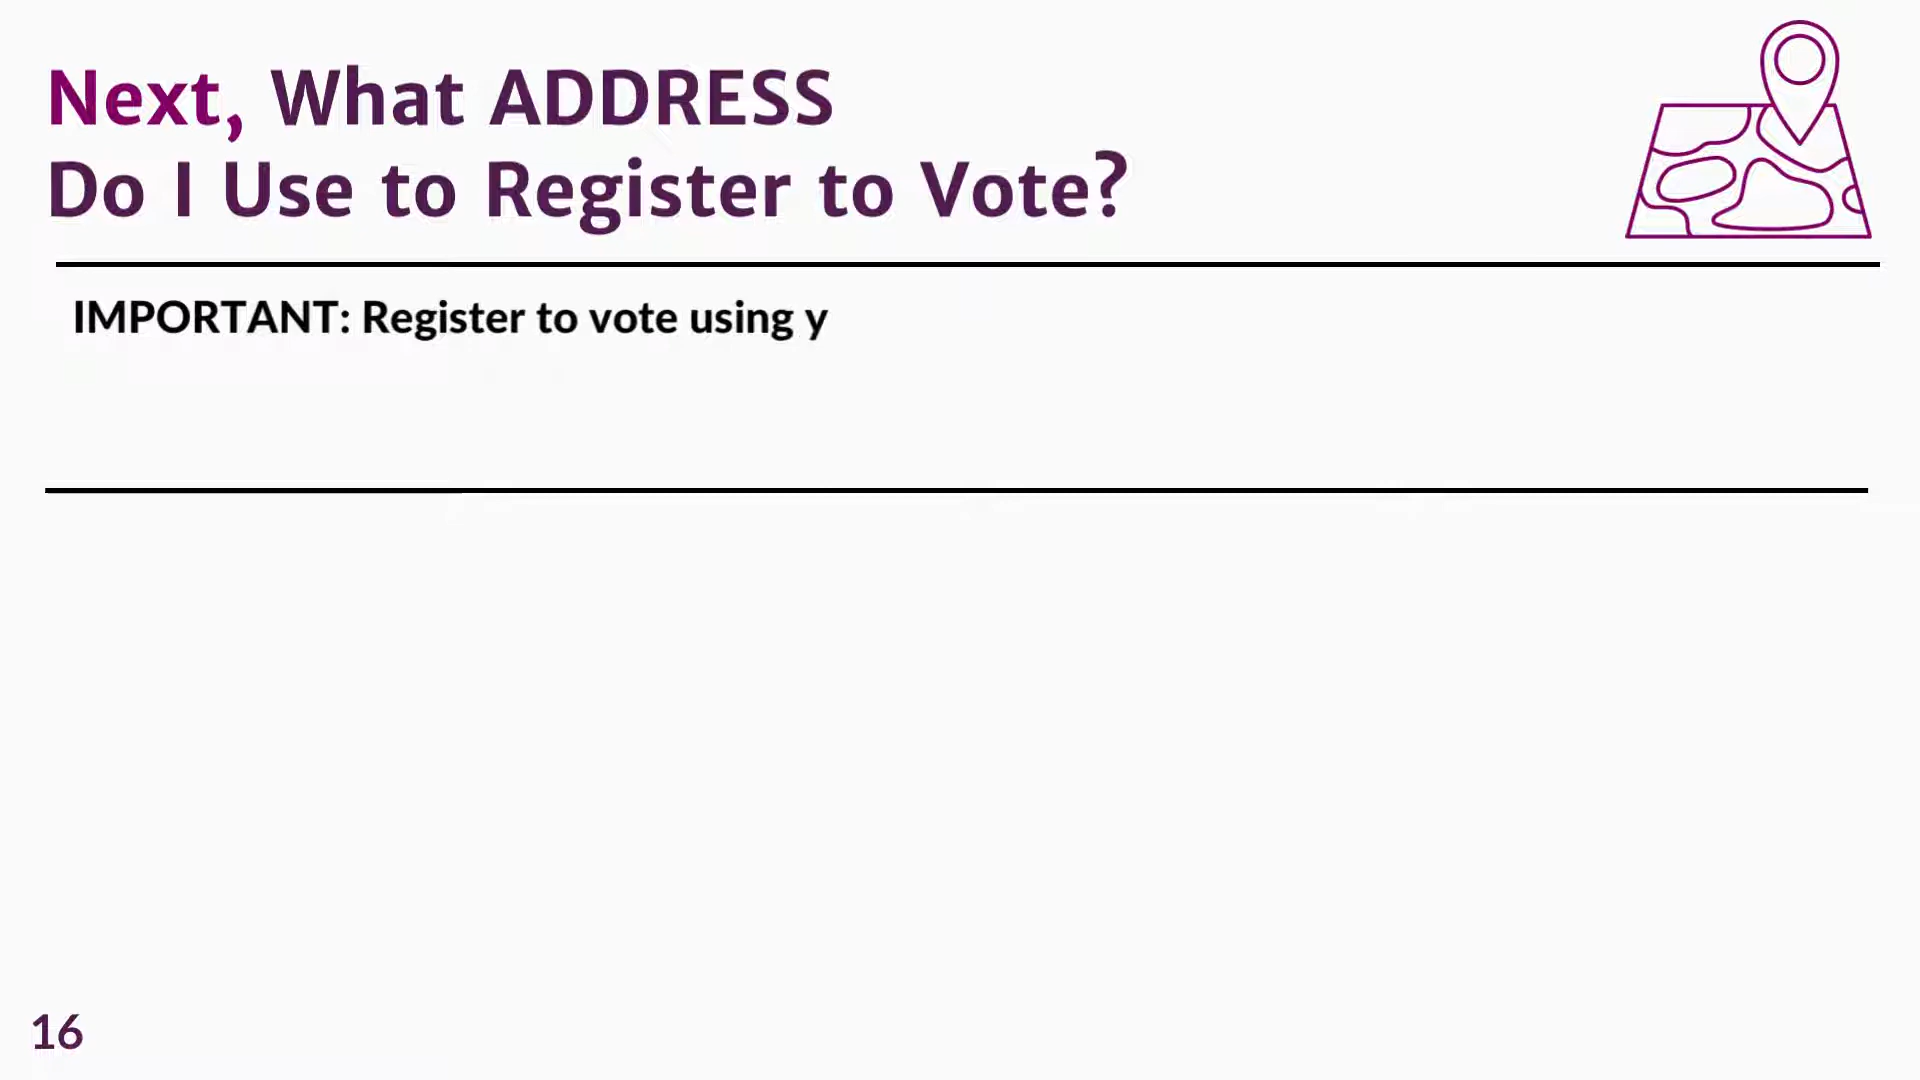 Next, What ADDRESS
Do I Use to Register to Vote?
IMPORTANT: Register to vote using y
16